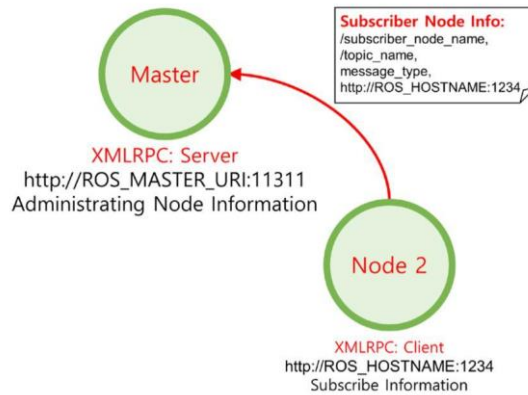 Master
XMLRPC: Server
http://ROS_MASTER_URI:11311
Administrating Node Information
Subscriber Node Info:
/subscriber_node_name,
/topic_name,
message_type,
http://ROS_HOSTNAME:1234
Node 2
XMLRPC: Client
http://ROS_HOSTNAME:1234
Subscribe Information